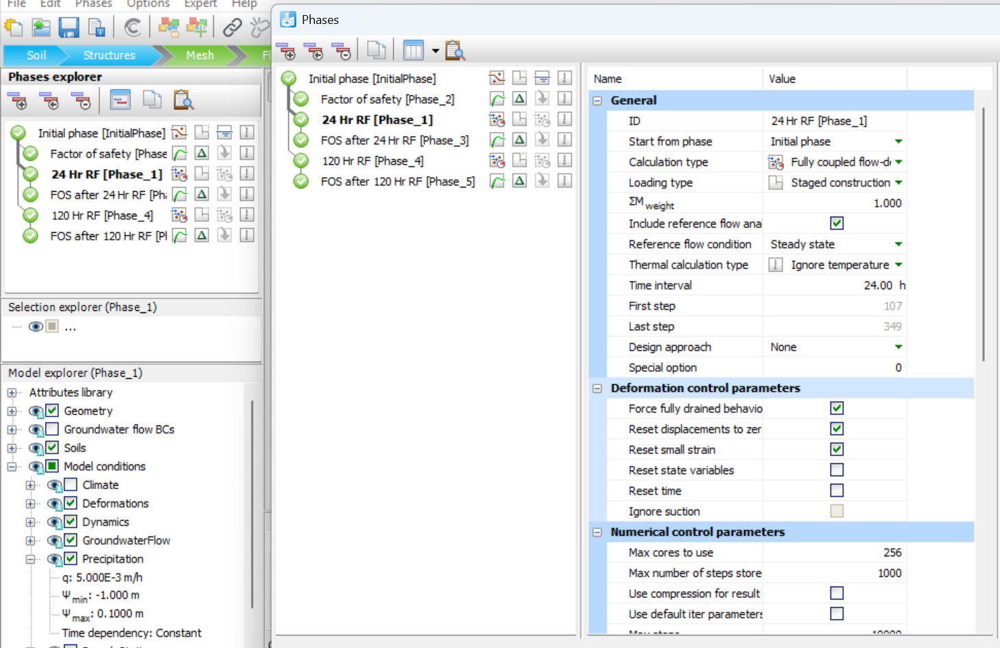 File Edit Phases Options Expert Help
Soil Structures Mesh Fl
Phases explorer
Initial phase [InitialPhase]
Factor of safety [Phase
24 Hr RF [Phase_1]
FOS after 24 Hr RF [Pha
120 Hr RF [Phase_4]
FOS after 120 Hr RF [Pl
Selection explorer (Phase_1)
...
Model explorer (Phase_1)
Attributes library
Geometry
Groundwater flow BCs
Soils
Model conditions
Climate
Deformations
Dynamics
GroundwaterFlow
Precipitation
q: 5.000E-3 m/h
Ψ min: -1.000 m
Ψ max: 0.1000 m
Time dependency: Constant
Phases
Initial phase [InitialPhase]
Factor of safety [Phase_2]
24 Hr RF [Phase_1]
FOS after 24 Hr RF [Phase_3]
120 Hr RF [Phase_4]
FOS after 120 Hr RF [Phase_5]
Name Value
General
ID 24 Hr RF [Phase_1]
Start from phase Initial phase
Calculation type Fully coupled flow-d
Loading type Staged construction
ΣM weight 1.000
Include reference flow anal
Reference flow condition Steady state
Thermal calculation type Ignore temperature
Time interval 24.00 h
First step 107
Last step 349
Design approach None
Special option 0
Deformation control parameters
Force fully drained behavio
Reset displacements to zer
Reset small strain
Reset state variables
Reset time
Ignore suction
Numerical control parameters
Max cores to use 256
Max number of steps store 1000
Use compression for result
Use default iter parameters
Max steps 10000